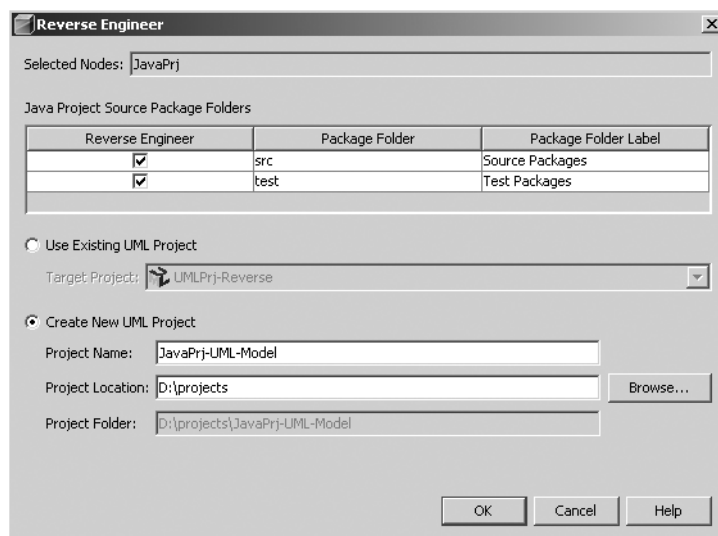 Reverse Engineer
Selected Nodes: JavaPrj
Java Project Source Package Folders
Reverse Engineer Package Folder Package Folder Label
src Source Packages
test Test Packages
Use Existing UML Project
Target Project: UMLPrj-Reverse
Create New UML Project
Project Name: JavaPrj-UML-Model
Project Location: D:\projects Browse...
Project Folder: D:\projects\JavaPrj-UML-Model
OK Cancel Help